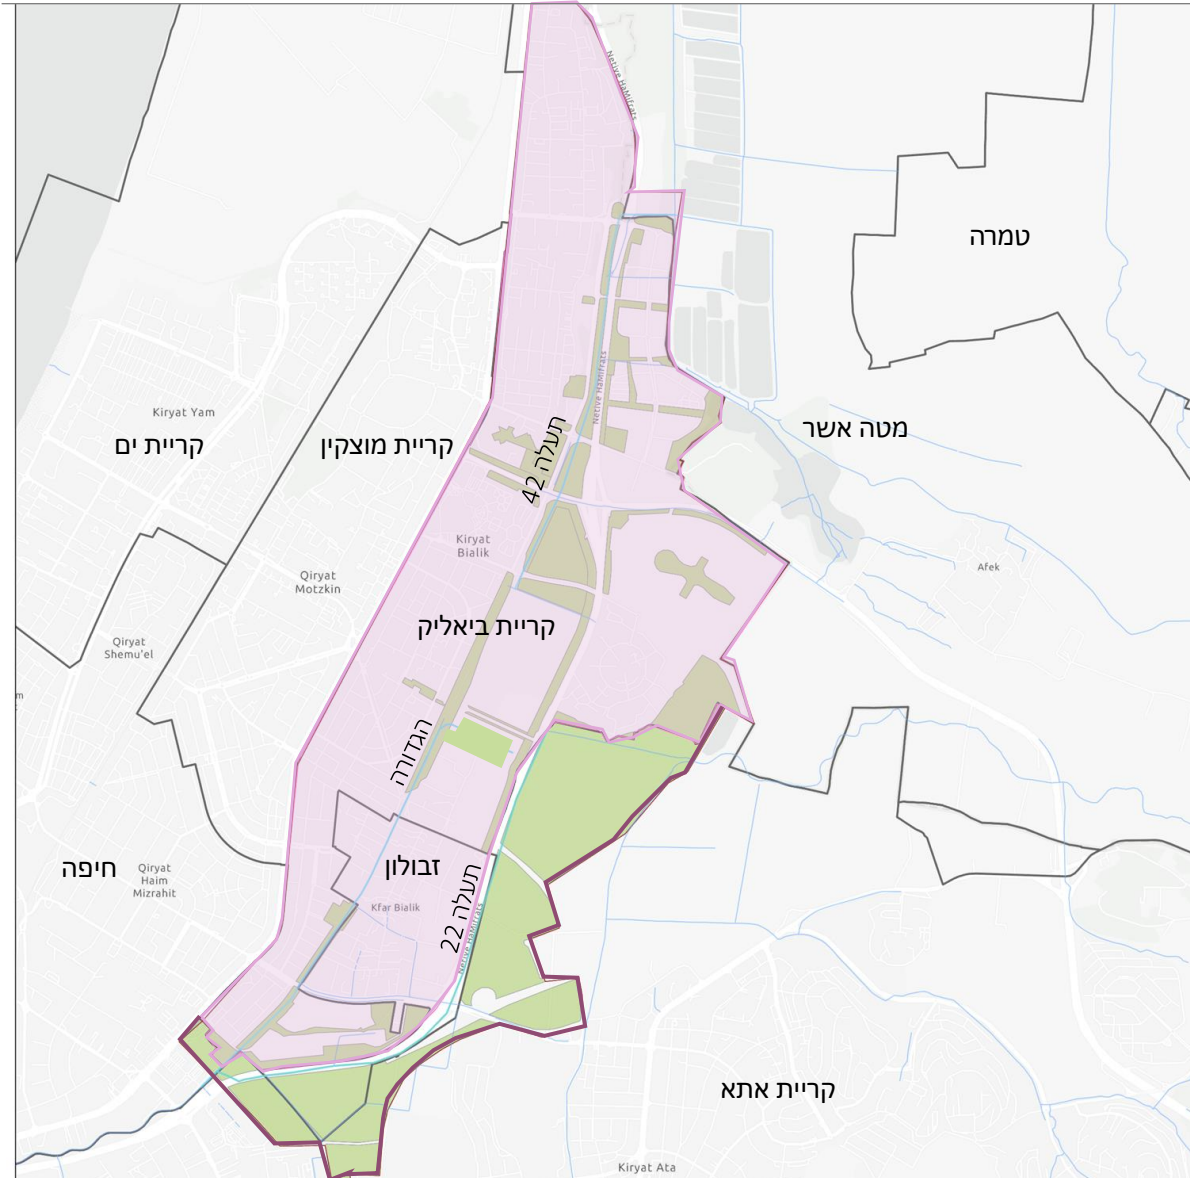 Netive HaMifrats
טמרה
Kiryat Yam
קריית ים
קריית מוצקין
תעלה 42
Netive HaMifrats
מטה אשר
Kiryat
Bialik
Qiryat
Motzkin
Afek
קריית ביאליק
Qiryat
Shemu'el
m
הגדורה
חיפה
Qiryat
Haim
Mizrahit
זבולון
Kfar Bialik
תעלה 22
Netive HaMifrats
קריית אתא
Kiryat Ata